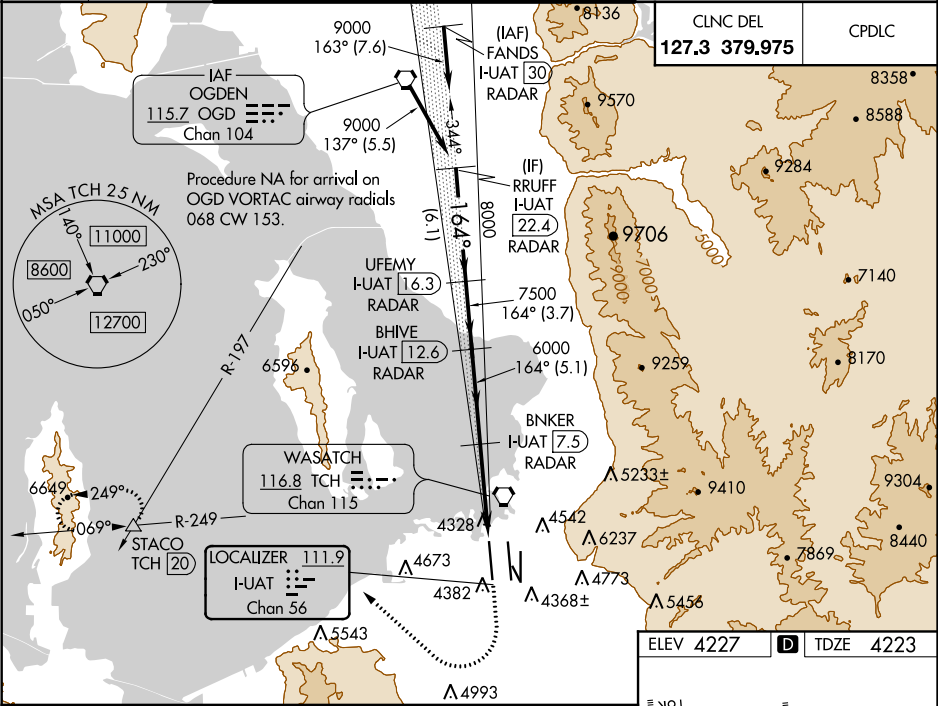 CLNC DEL
127.3 379.975
CPDLC
8136
(IAF)
FANDS
I-UAT 30
RADAR
9000
163° (7.6)
IAF
OGDEN
115.7 OGD
Chan 104
9000
137° (5.5)
344°
8358
8588
9570
9284
(IF)
RRUFF
I-UAT
22.4
RADAR
Procedure NA for arrival on
OGD VORTAC airway radials
068 CW 153.
MSA TCH 25 NM
140°
11000
230°
8600
050°
12700
(6.1)
164°
8000
9706
5000
7000
9000
7140
UFEMY
I-UAT 16.3
RADAR
7500
164° (3.7)
BHIVE
I-UAT 12.6
RADAR
6000
164° (5.1)
R-197
6596
9259
8170
BNKER
I-UAT 7.5
RADAR
WASATCH
116.8 TCH
Chan 115
5233±
9410
9304
6649
249°
069°
R-249
STACO
TCH 20
4328
4542
6237
8440
7869
LOCALIZER 111.9
I-UAT
Chan 56
4673
4382
4368±
4773
5456
5543
4993
ELEV 4227
D
TDZE 4223